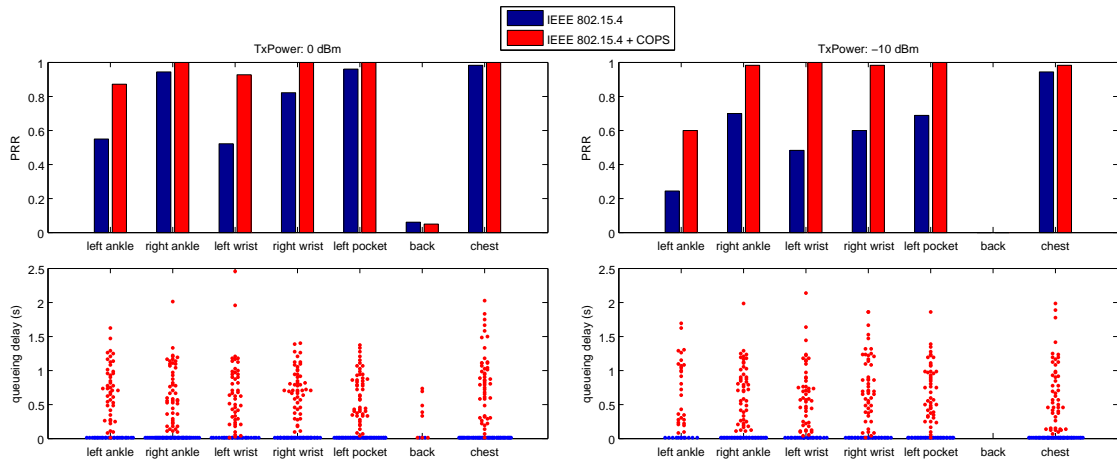 IEEE 802.15.4
IEEE 802.15.4 + COPS
TxPower: 0 dBm
PRR
1
0.8
0.6
0.4
0.2
0
left ankle right ankle left wrist right wrist left pocket back chest
TxPower: −10 dBm
PRR
1
0.8
0.6
0.4
0.2
0
left ankle right ankle left wrist right wrist left pocket back chest
queueing delay (s)
2.5
2
1.5
1
0.5
0
left ankle right ankle left wrist right wrist left pocket back chest
queueing delay (s)
2.5
2
1.5
1
0.5
0
left ankle right ankle left wrist right wrist left pocket back chest